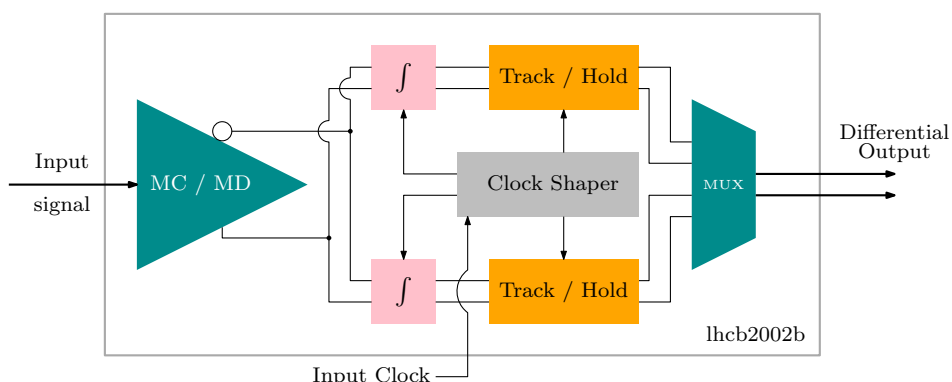 ∫
Track / Hold
Input
signal
MC / MD
Clock Shaper
MUX
Differential
Output
∫
Track / Hold
lhcb2002b
Input Clock